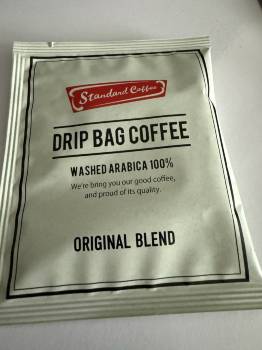 Standard Coffee
DRIP BAG COFFEE
WASHED ARABICA 100%
We're bring you our good coffee,
and proud of its quality.
ORIGINAL BLEND